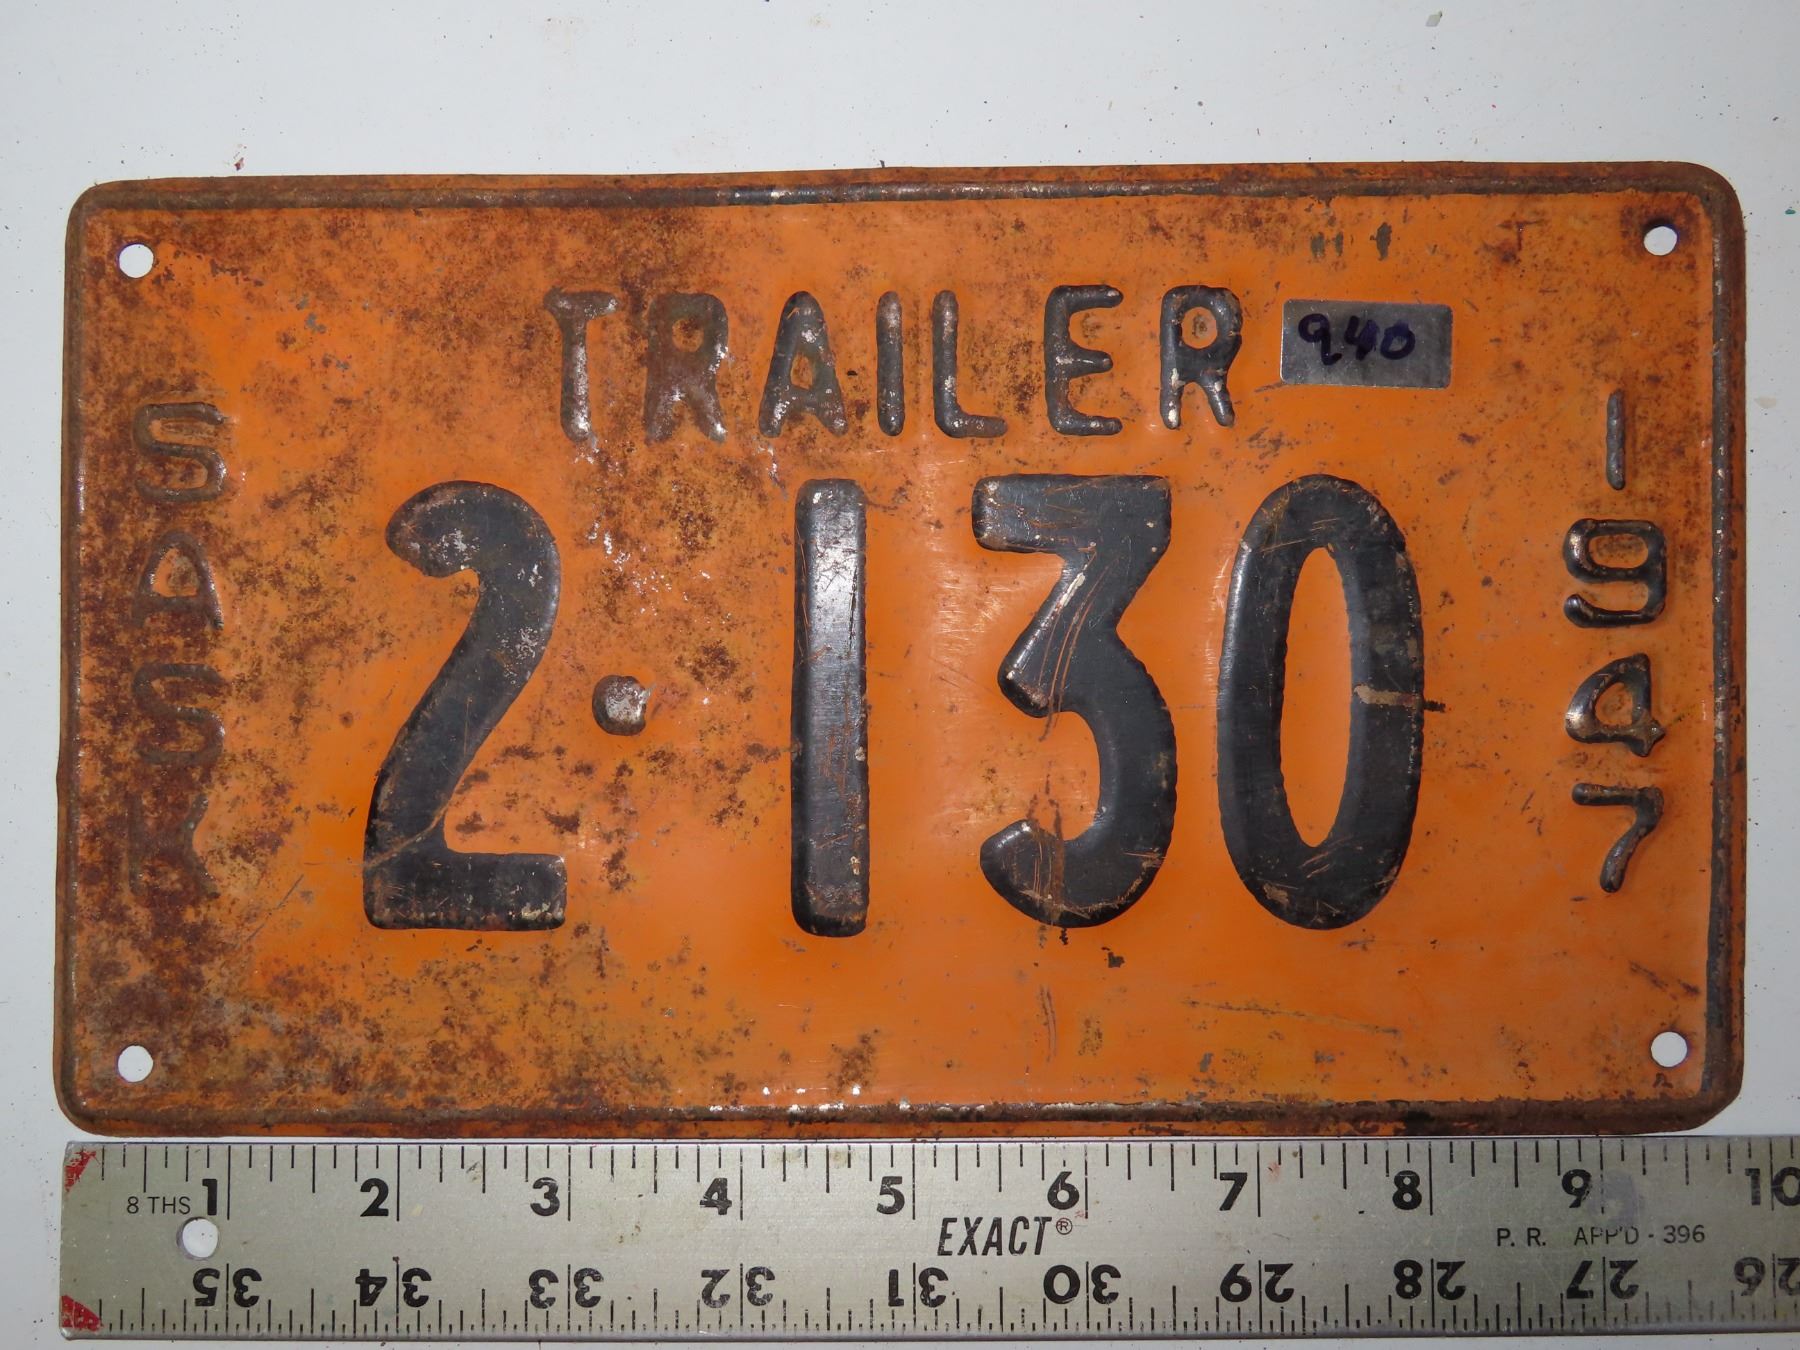 TRAILER
940
SASK
2·130
1947
8 THS 1 2 3 4 5 6 7 8 9 10
EXACT®
P. R. APP'D - 396
35 34 33 32 31 30 29 28 27 26